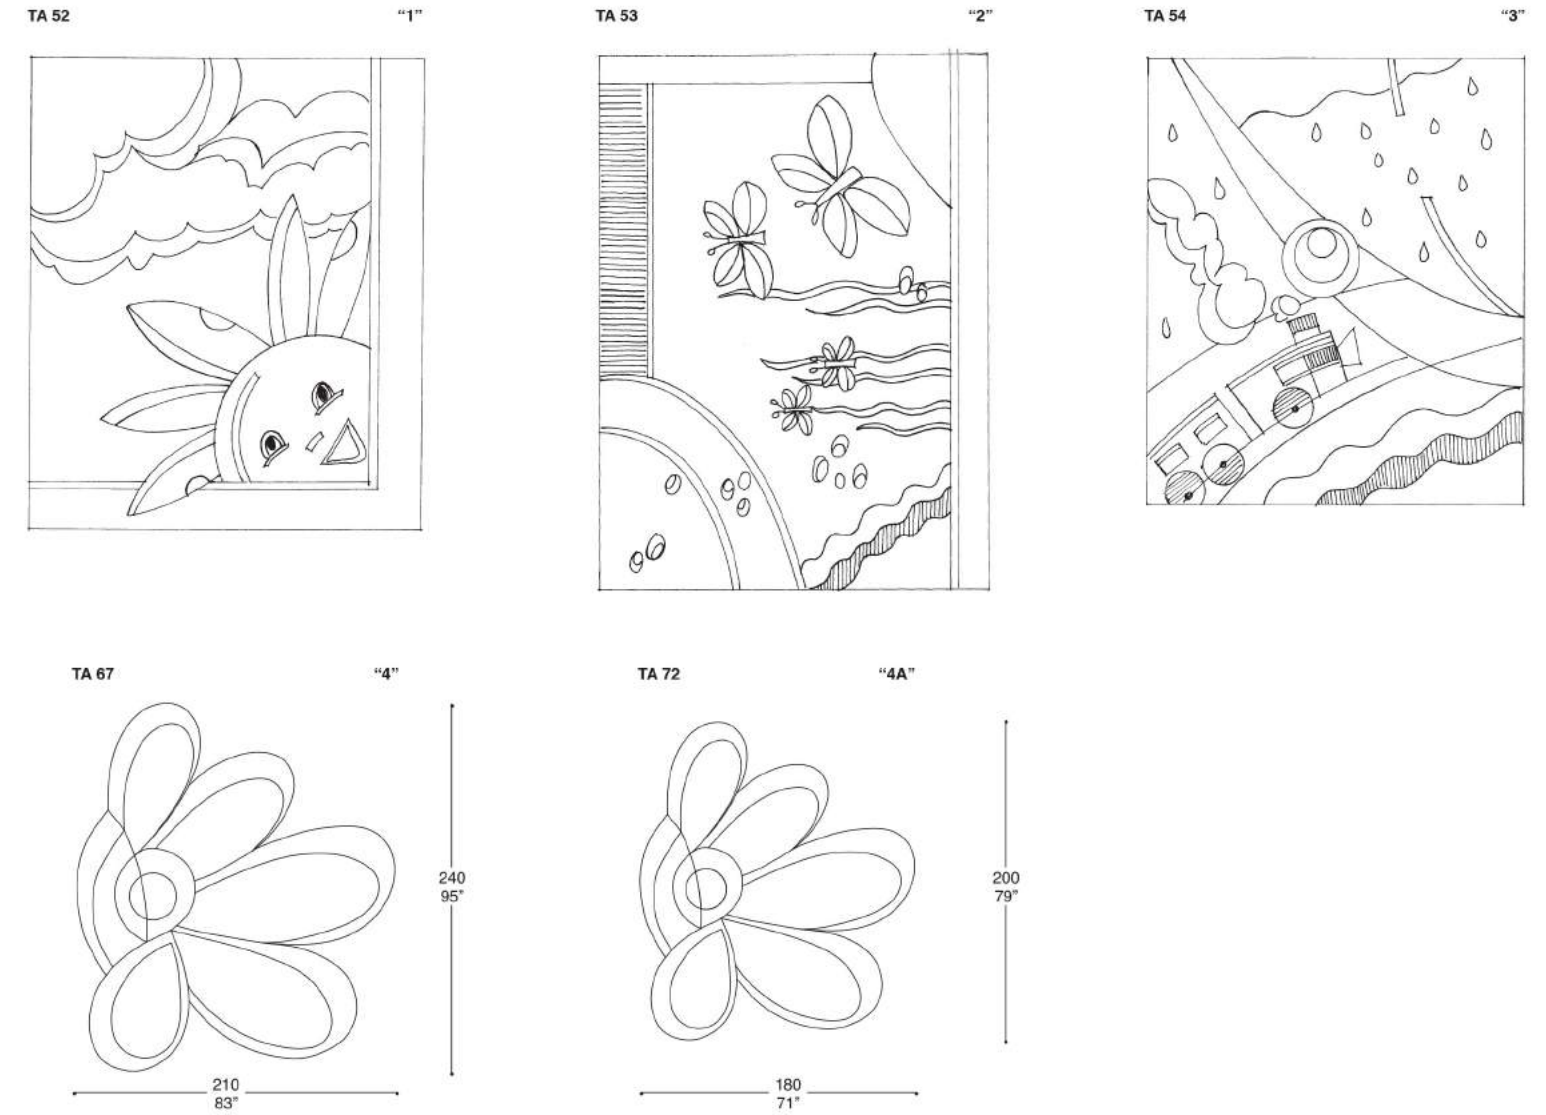 TA 52 “1”
TA 53 “2”
TA 54 “3”
TA 67 “4”
TA 72 “4A”
240
95”
200
79”
210
83”
180
71”